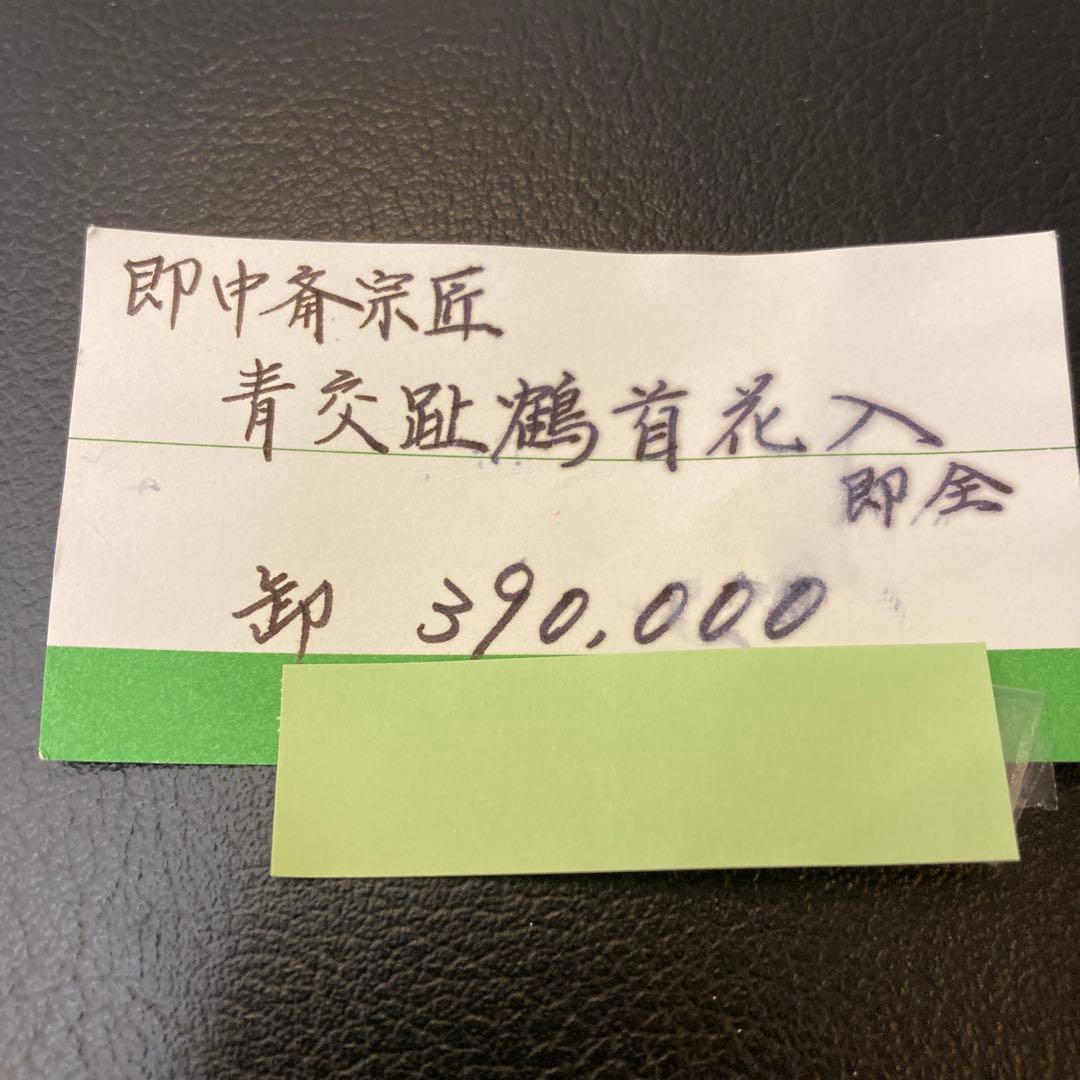 即中斎宗匠
青交趾鶴首花入
即全
卸 390,000